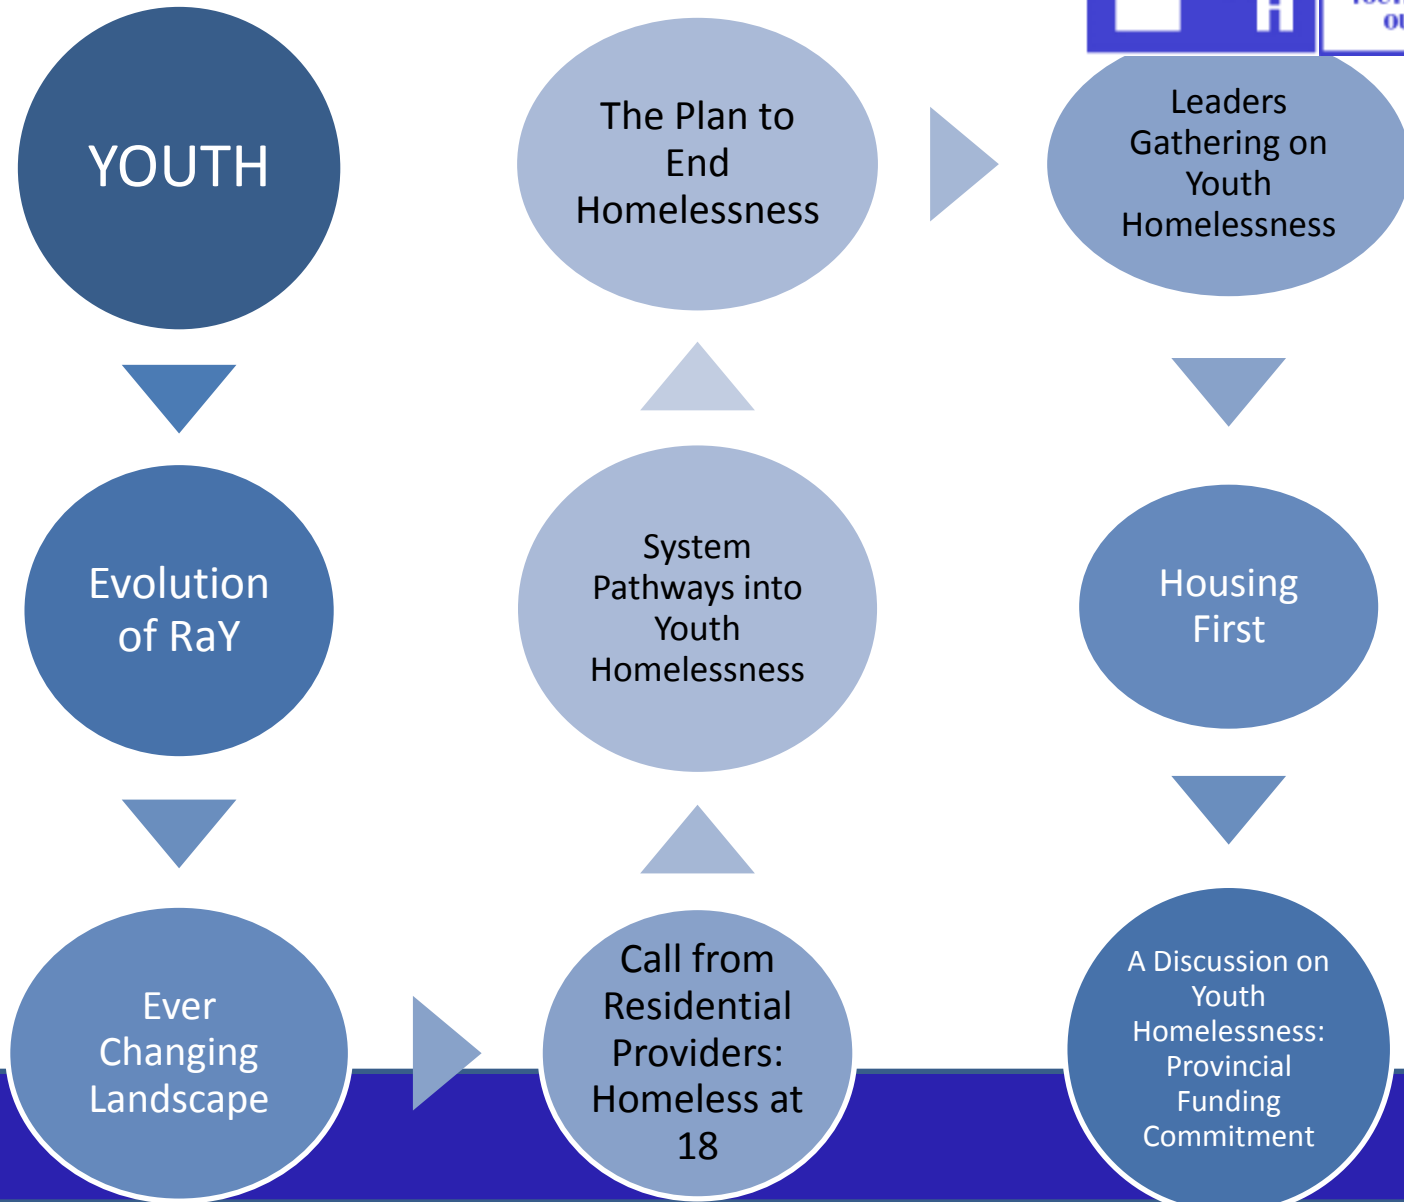 YOUTH
Evolution
of RaY
Ever
Changing
Landscape
Call from
Residential
Providers:
Homeless at
18
System
Pathways into
Youth
Homelessness
The Plan to
End
Homelessness
Leaders
Gathering on
Youth
Homelessness
Housing
First
A Discussion on
Youth
Homelessness:
Provincial
Funding
Commitment